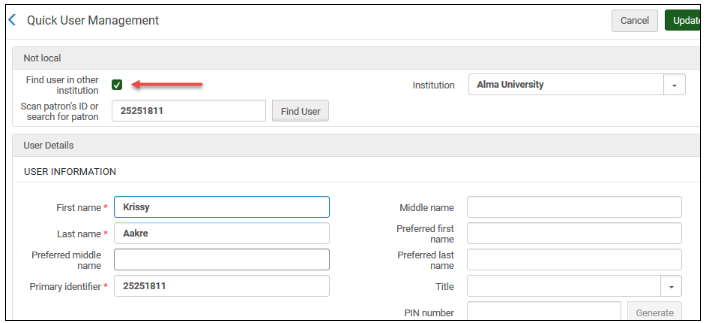 Quick User Management
Cancel
Update
Not local
Find user in other
institution
Institution
Alma University
Scan patron's ID or
search for patron
25251811
Find User
User Details
USER INFORMATION
First name *
Krissy
Middle name
Last name *
Aakre
Preferred first
name
Preferred middle
name
Preferred last
name
Primary identifier *
25251811
Title
PIN number
Generate